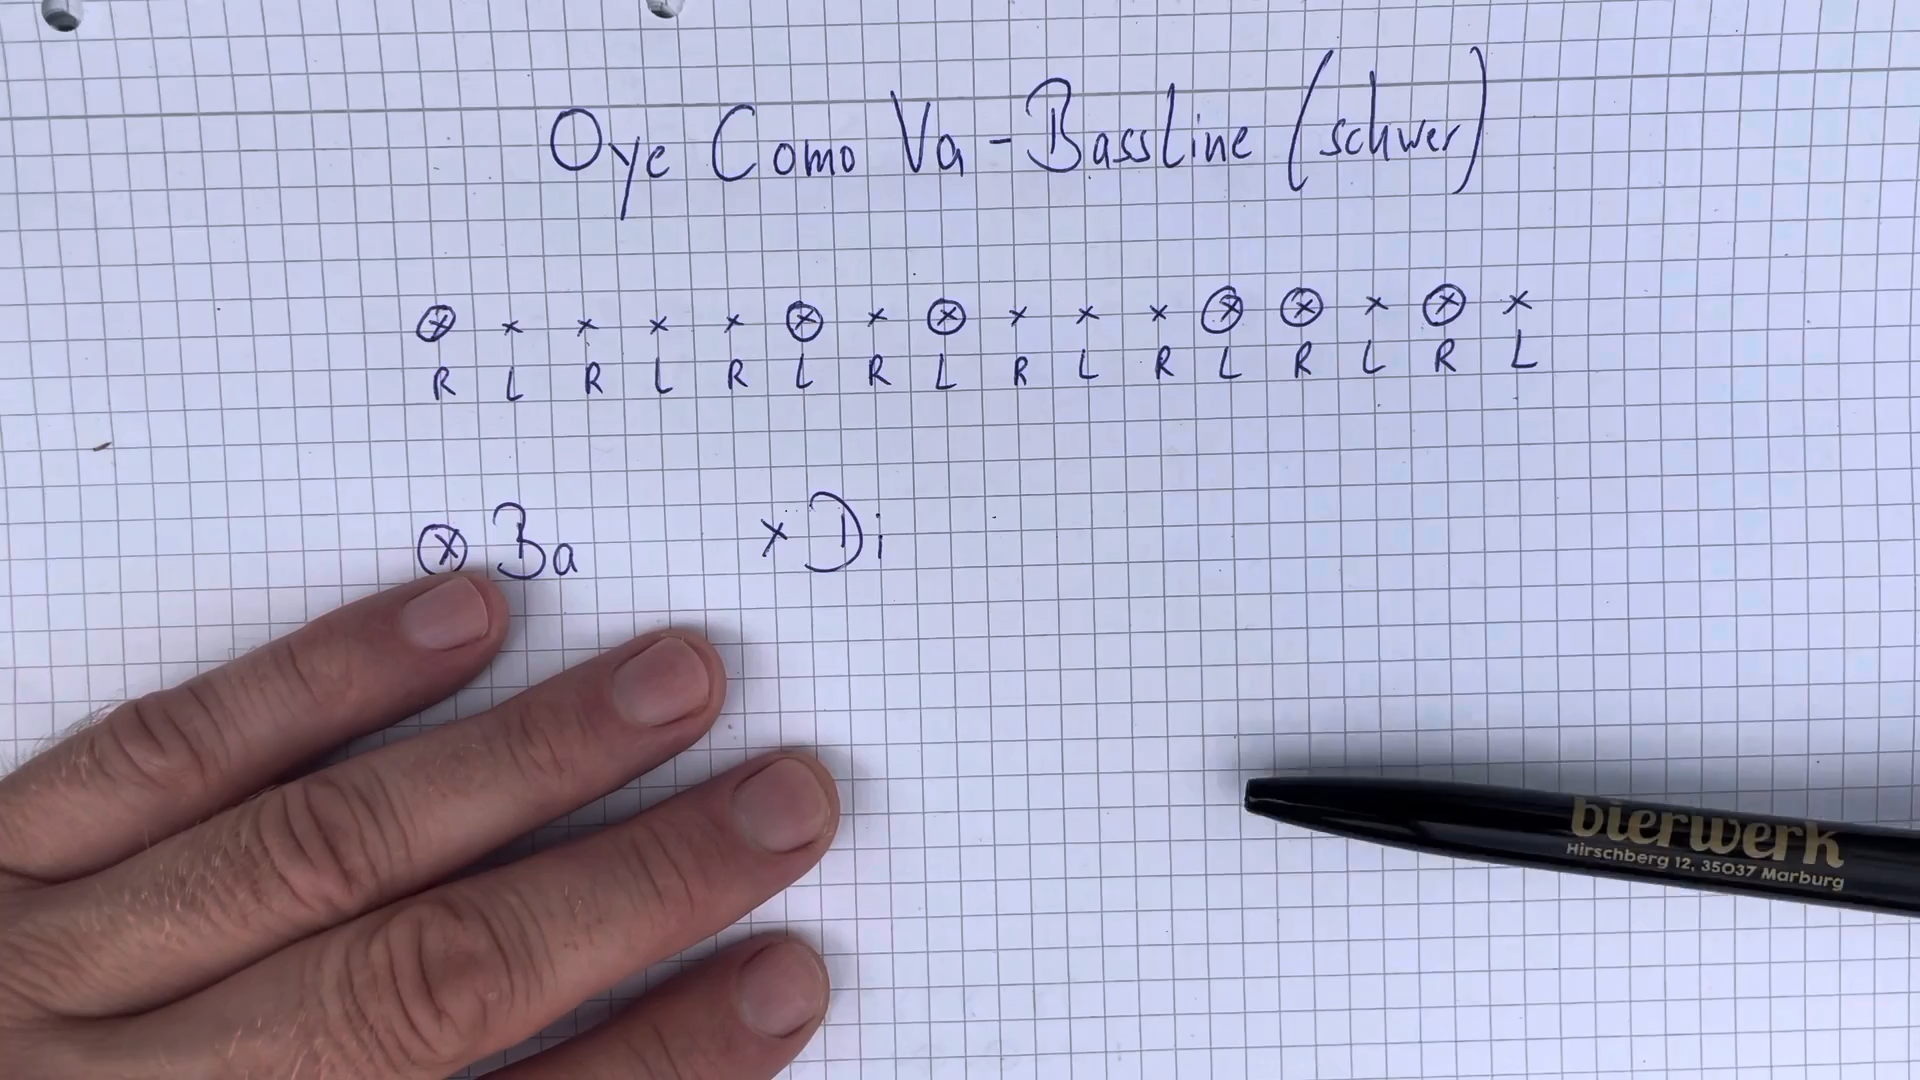 Oye Como Va - Bassline (schwer)
ⓧ x x x x ⓧ x ⓧ x x x ⓧ ⓧ x ⓧ x
R L R L R L R L R L R L R L R L
ⓧ Ba x Di
bierwerk
Hirschberg 12, 35037 Marburg